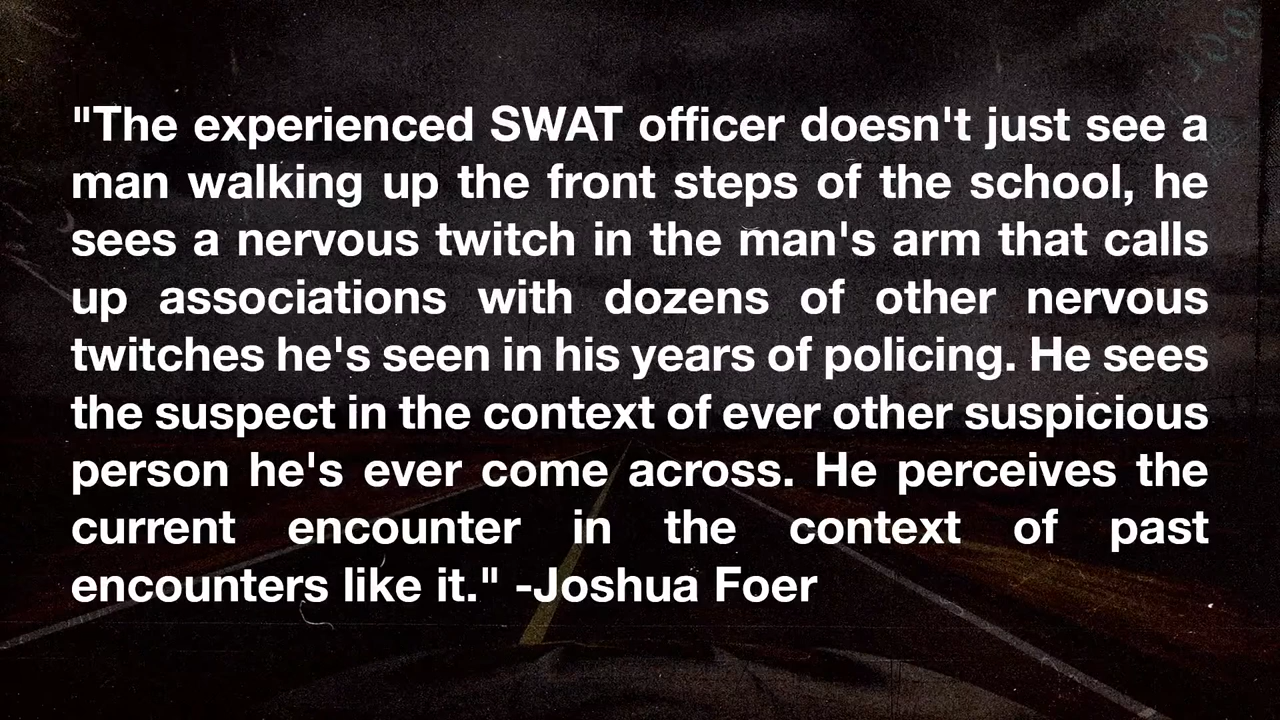 "The experienced SWAT officer doesn't just see a
man walking up the front steps of the school, he
sees a nervous twitch in the man's arm that calls
up associations with dozens of other nervous
twitches he's seen in his years of policing. He sees
the suspect in the context of ever other suspicious
person he's ever come across. He perceives the
current encounter in the context of past
encounters like it." -Joshua Foer